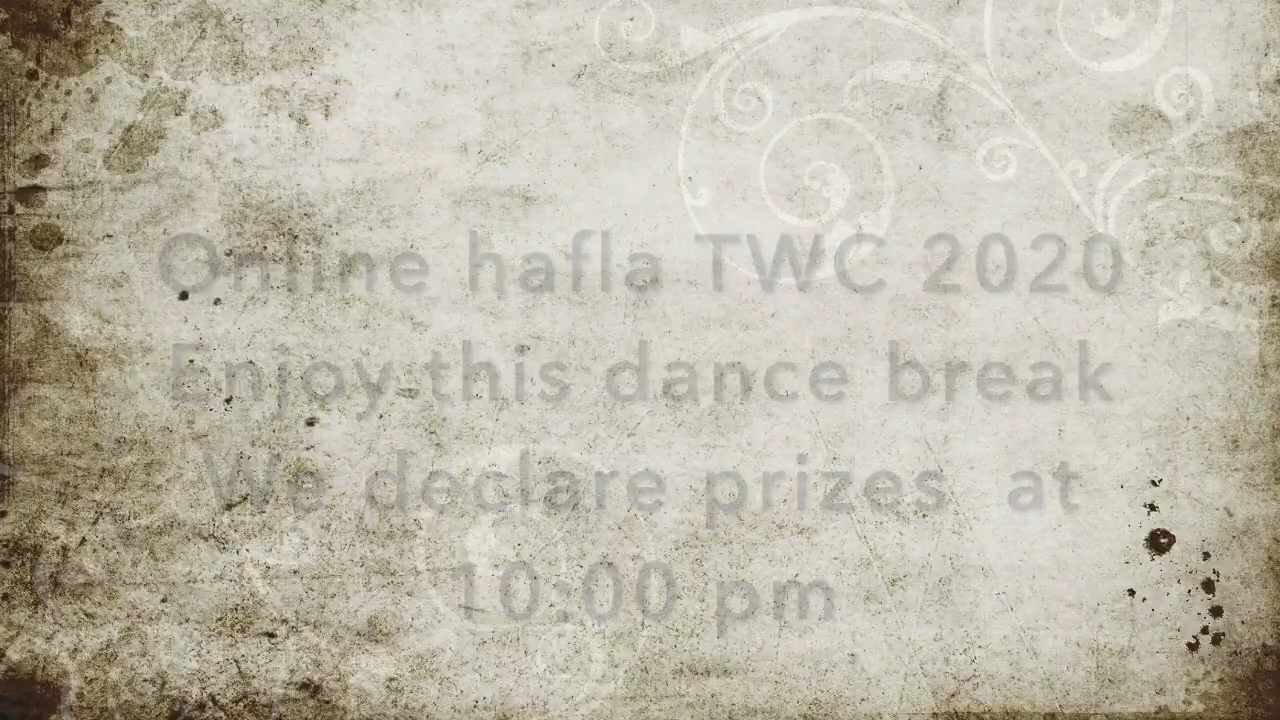 Online hafla TWC 2020
Enjoy this dance break
We declare prizes at
10:00 pm